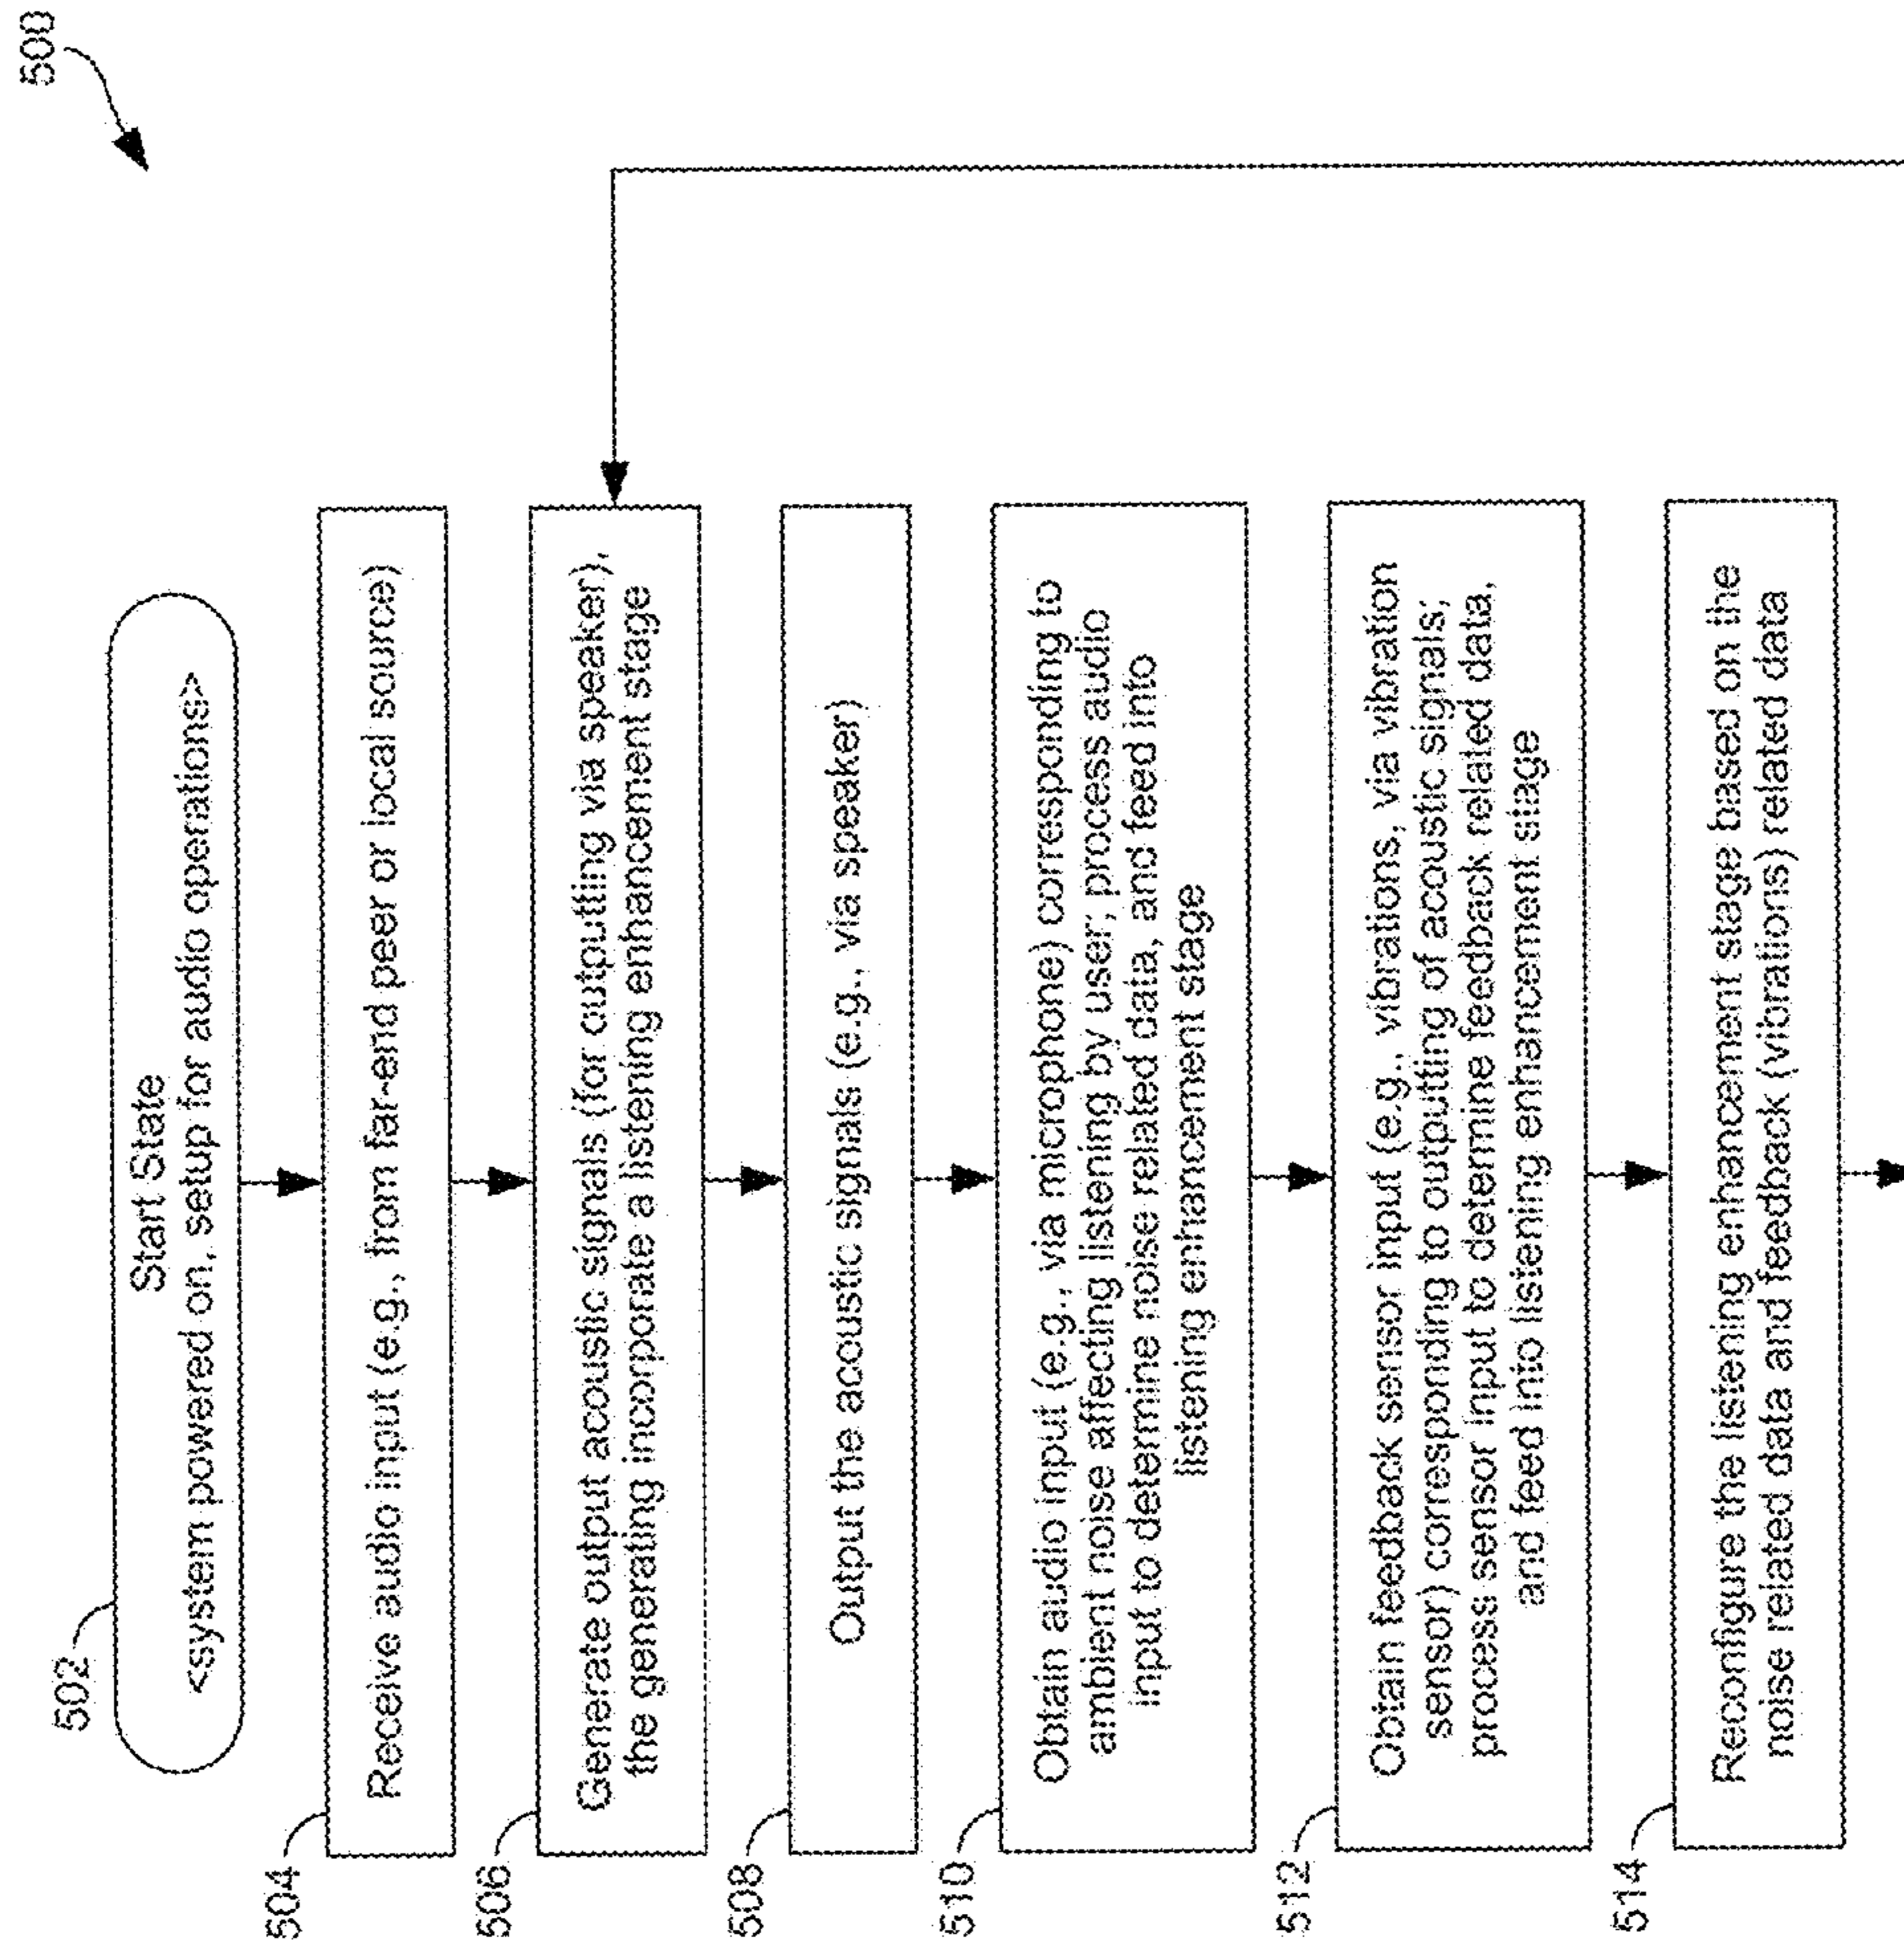 500
502
Start State
<system powered on, setup for audio operations>
504
Receive audio input (e.g., from far-end peer or local source)
506
Generate output acoustic signals (for outputting via speaker),
the generating incorporate a listening enhancement stage
508
Output the acoustic signals (e.g., via speaker)
510
Obtain audio input (e.g., via microphone) corresponding to
ambient noise affecting listening by user; process audio
input to determine noise related data, and feed into
listening enhancement stage
512
Obtain feedback sensor input (e.g., vibrations, via vibration
sensor) corresponding to outputting of acoustic signals;
process sensor input to determine feedback related data,
and feed into listening enhancement stage
514
Reconfigure the listening enhancement stage based on the
noise related data and feedback (vibrations) related data